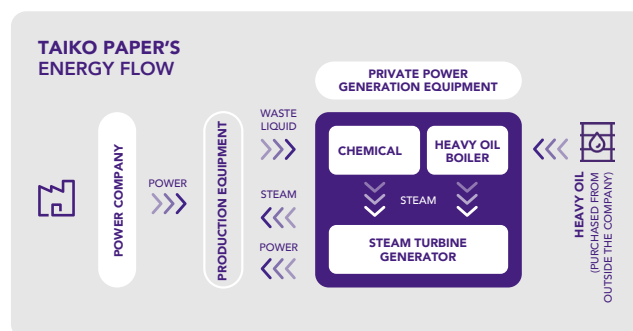 TAIKO PAPER'S
ENERGY FLOW
PRIVATE POWER
GENERATION EQUIPMENT
POWER COMPANY
POWER
PRODUCTION EQUIPMENT
WASTE
LIQUID
STEAM
POWER
CHEMICAL
HEAVY OIL
BOILER
STEAM
STEAM TURBINE
GENERATOR
HEAVY OIL
(PURCHASED FROM
OUTSIDE THE COMPANY)